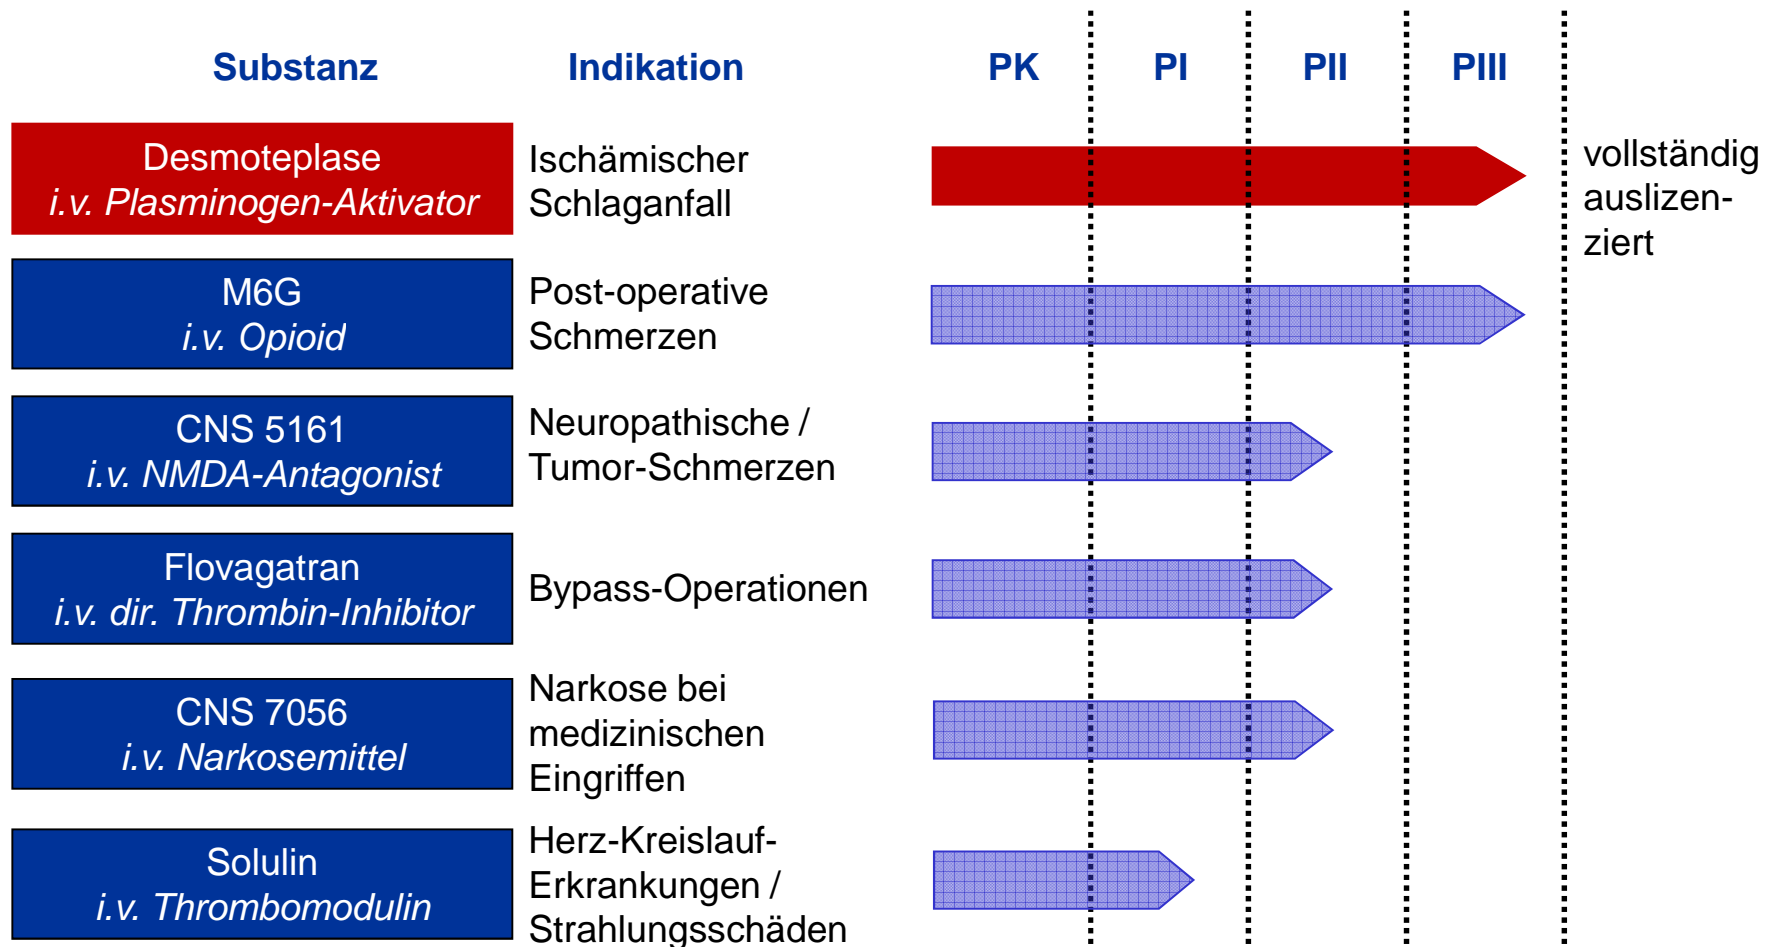 Substanz Indikation PK PI PII PIII
Desmoteplase
i.v. Plasminogen-Aktivator
Ischämischer
Schlaganfall
vollständig
auslizen-
ziert
M6G
i.v. Opioid
Post-operative
Schmerzen
CNS 5161
i.v. NMDA-Antagonist
Neuropathische /
Tumor-Schmerzen
Flovagatran
i.v. dir. Thrombin-Inhibitor
Bypass-Operationen
CNS 7056
i.v. Narkosemittel
Narkose bei
medizinischen
Eingriffen
Solulin
i.v. Thrombomodulin
Herz-Kreislauf-
Erkrankungen /
Strahlungsschäden